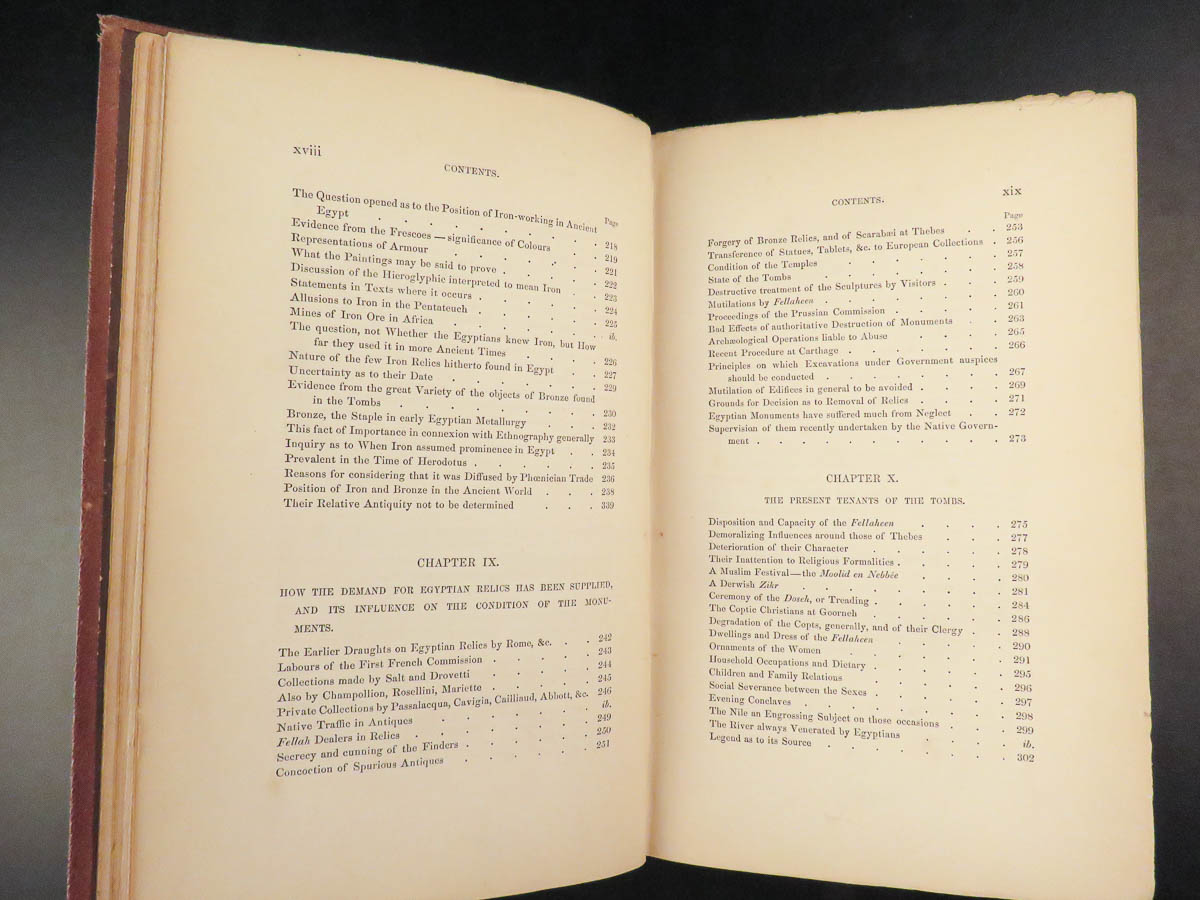 xviii
CONTENTS.
Page
The Question opened as to the Position of Iron-working in Ancient
Egypt . . . . . . . . 218
Evidence from the Frescoes — significance of Colours . . 219
Representations of Armour . . . . . . 221
What the Paintings may be said to prove . . . . 222
Discussion of the Hieroglyphic interpreted to mean Iron . . 223
Statements in Texts where it occurs . . . . . 224
Allusions to Iron in the Pentateuch . . . . . 225
Mines of Iron Ore in Africa . . . . . . ib.
The question, not Whether the Egyptians knew Iron, but How
far they used it in more Ancient Times . . . . 226
Nature of the few Iron Relics hitherto found in Egypt . . 227
Uncertainty as to their Date . . . . . . 229
Evidence from the great Variety of the objects of Bronze found
in the Tombs . . . . . . . . 230
Bronze, the Staple in early Egyptian Metallurgy . . . 232
This fact of Importance in connexion with Ethnography generally 233
Inquiry as to When Iron assumed prominence in Egypt . . 234
Prevalent in the Time of Herodotus . . . . . 235
Reasons for considering that it was Diffused by Phœnician Trade 236
Position of Iron and Bronze in the Ancient World . . . 238
Their Relative Antiquity not to be determined . . . 339
CHAPTER IX.
HOW THE DEMAND FOR EGYPTIAN RELICS HAS BEEN SUPPLIED,
AND ITS INFLUENCE ON THE CONDITION OF THE MONU-
MENTS.
The Earlier Draughts on Egyptian Relics by Rome, &c. . . 242
Labours of the First French Commission . . . . . 243
Collections made by Salt and Drovetti . . . . . 244
Also by Champollion, Rosellini, Mariette . . . . . 245
Private Collections by Passalacqua, Cavigia, Cailliaud, Abbott, &c. 246
Native Traffic in Antiques . . . . . . ib.
Fellah Dealers in Relics . . . . . . . 249
Secrecy and cunning of the Finders . . . . . . 250
Concoction of Spurious Antiques . . . . . 251
xix
CONTENTS.
Page
Forgery of Bronze Relics, and of Scarabæi at Thebes . . 253
Transference of Statues, Tablets, &c. to European Collections . 256
Condition of the Temples . . . . . . 257
State of the Tombs . . . . . . . 258
Destructive treatment of the Sculptures by Visitors . . . 259
Mutilations by Fellaheen . . . . . . . 260
Proceedings of the Prussian Commission . . . . . 261
Bad Effects of authoritative Destruction of Monuments . . 263
Archæological Operations liable to Abuse . . . . 265
Recent Procedure at Carthage . . . . . . 266
Principles on which Excavations under Government auspices
should be conducted . . . . . . . 267
Mutilation of Edifices in general to be avoided . . . . 269
Grounds for Decision as to Removal of Relics . . . . 271
Egyptian Monuments have suffered much from Neglect . . 272
Supervision of them recently undertaken by the Native Govern-
ment . . . . . . . . . . 273
CHAPTER X.
THE PRESENT TENANTS OF THE TOMBS.
Disposition and Capacity of the Fellaheen . . . . 275
Demoralizing Influences around those of Thebes . . . 277
Deterioration of their Character . . . . . . 278
Their Inattention to Religious Formalities . . . . . 279
A Muslim Festival—the Moolid en Nebbée . . . . 280
A Derwish Zikr . . . . . . . . 281
Ceremony of the Doseh, or Treading . . . . . . 284
The Coptic Christians at Goorneh . . . . . 286
Degradation of the Copts, generally, and of their Clergy . . 288
Dwellings and Dress of the Fellaheen . . . . . 290
Ornaments of the Women . . . . . . 291
Household Occupations and Dietary . . . . . . 295
Children and Family Relations . . . . . . 296
Social Severance between the Sexes . . . . . . 297
Evening Conclaves . . . . . . . . 298
The Nile an Engrossing Subject on those occasions . . . 299
The River always Venerated by Egyptians . . . . ib.
Legend as to its Source . . . . . . . 302